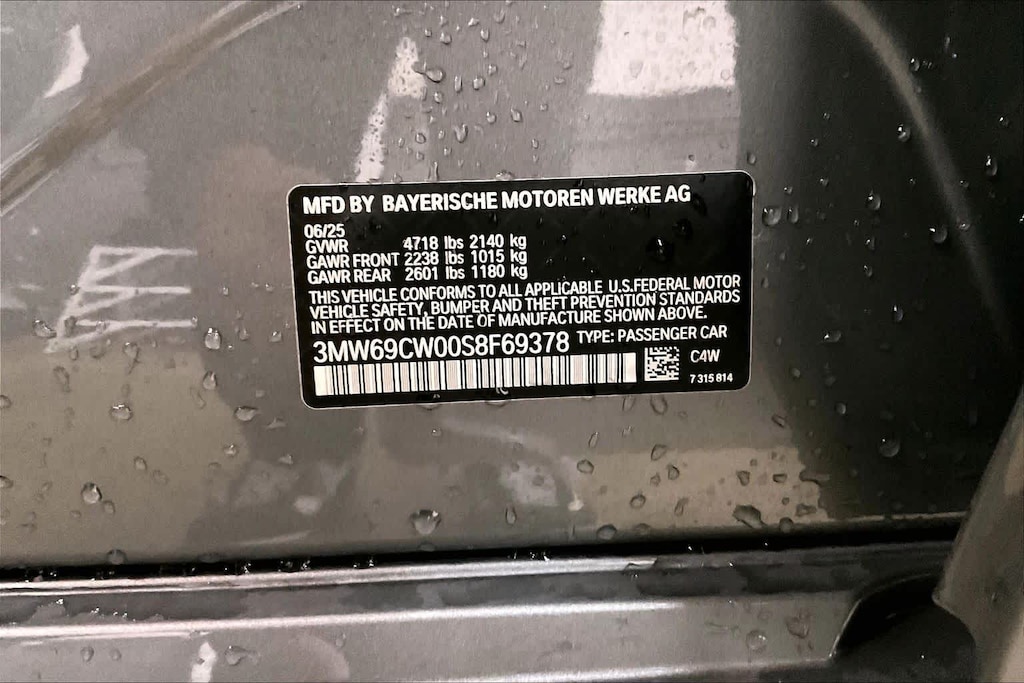 MFD BY BAYERISCHE MOTOREN WERKE AG
06/25
GVWR 4718 lbs 2140 kg
GAWR FRONT 2238 lbs 1015 kg
GAWR REAR 2601 lbs 1180 kg
THIS VEHICLE CONFORMS TO ALL APPLICABLE U.S.FEDERAL MOTOR
VEHICLE SAFETY, BUMPER AND THEFT PREVENTION STANDARDS
IN EFFECT ON THE DATE OF MANUFACTURE SHOWN ABOVE.
3MW69CW00S8F69378 TYPE: PASSENGER CAR
C4W
7 315 814